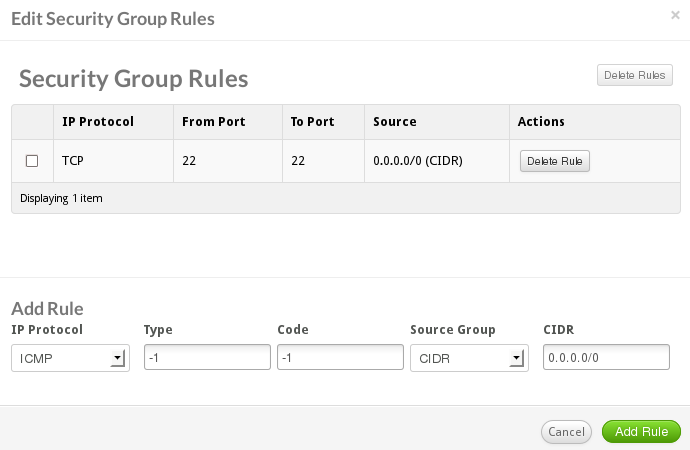 Edit Security Group Rules ×
Security Group Rules Delete Rules
IP Protocol From Port To Port Source Actions
TCP 22 22 0.0.0.0/0 (CIDR) Delete Rule
Displaying 1 item
Add Rule
IP Protocol Type Code Source Group CIDR
ICMP -1 -1 CIDR 0.0.0.0/0
Cancel Add Rule